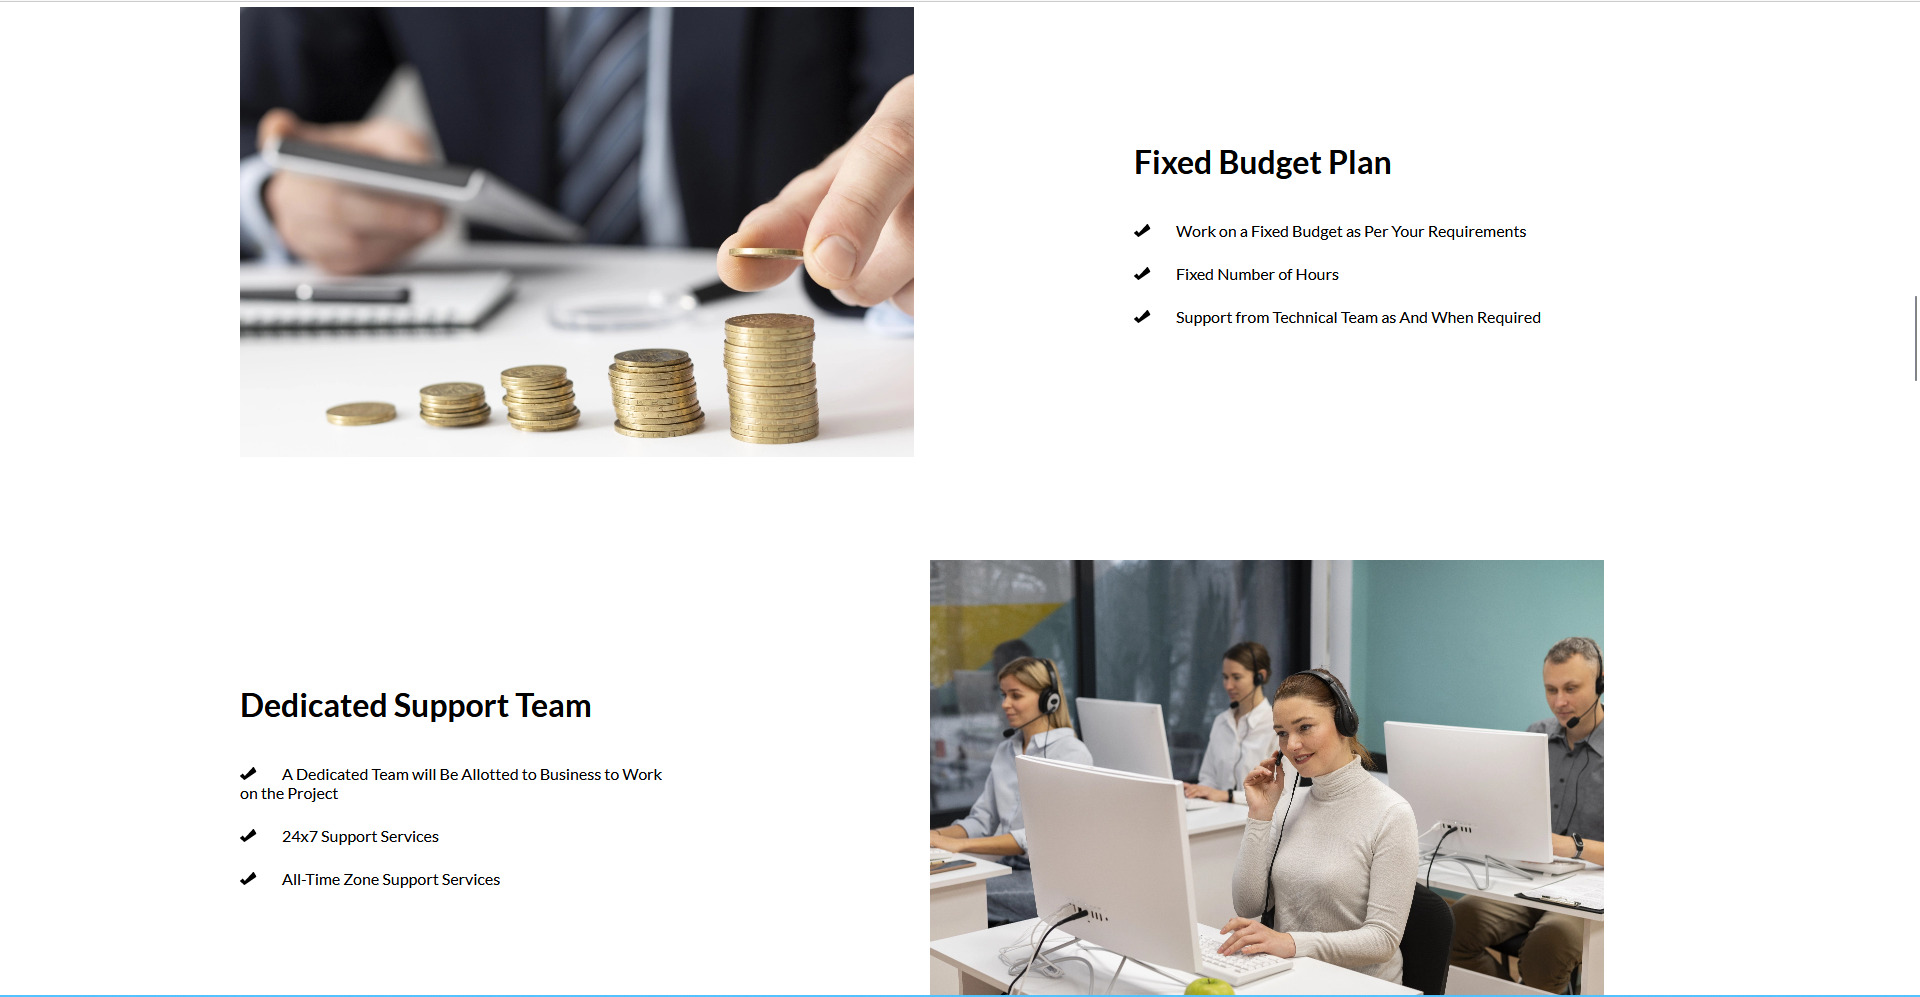 Fixed Budget Plan
Work on a Fixed Budget as Per Your Requirements
Fixed Number of Hours
Support from Technical Team as And When Required
Dedicated Support Team
A Dedicated Team will Be Allotted to Business to Work
on the Project
24x7 Support Services
All-Time Zone Support Services